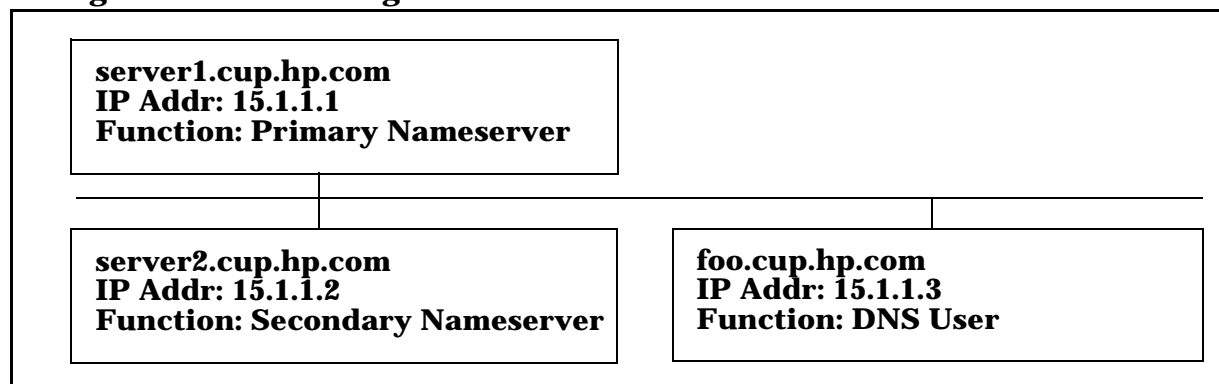 server1.cup.hp.com
IP Addr: 15.1.1.1
Function: Primary Nameserver
server2.cup.hp.com
IP Addr: 15.1.1.2
Function: Secondary Nameserver
foo.cup.hp.com
IP Addr: 15.1.1.3
Function: DNS User